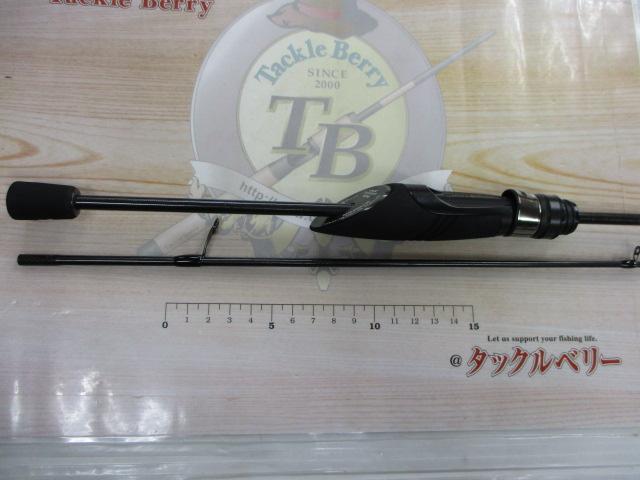 Tackle Berry
Tackle Berry
SINCE
2000
TB
http://
0 1 2 3 4 5 6 7 8 9 10 11 12 13 14 15
Let us support your fishing life.
@タックルベリー